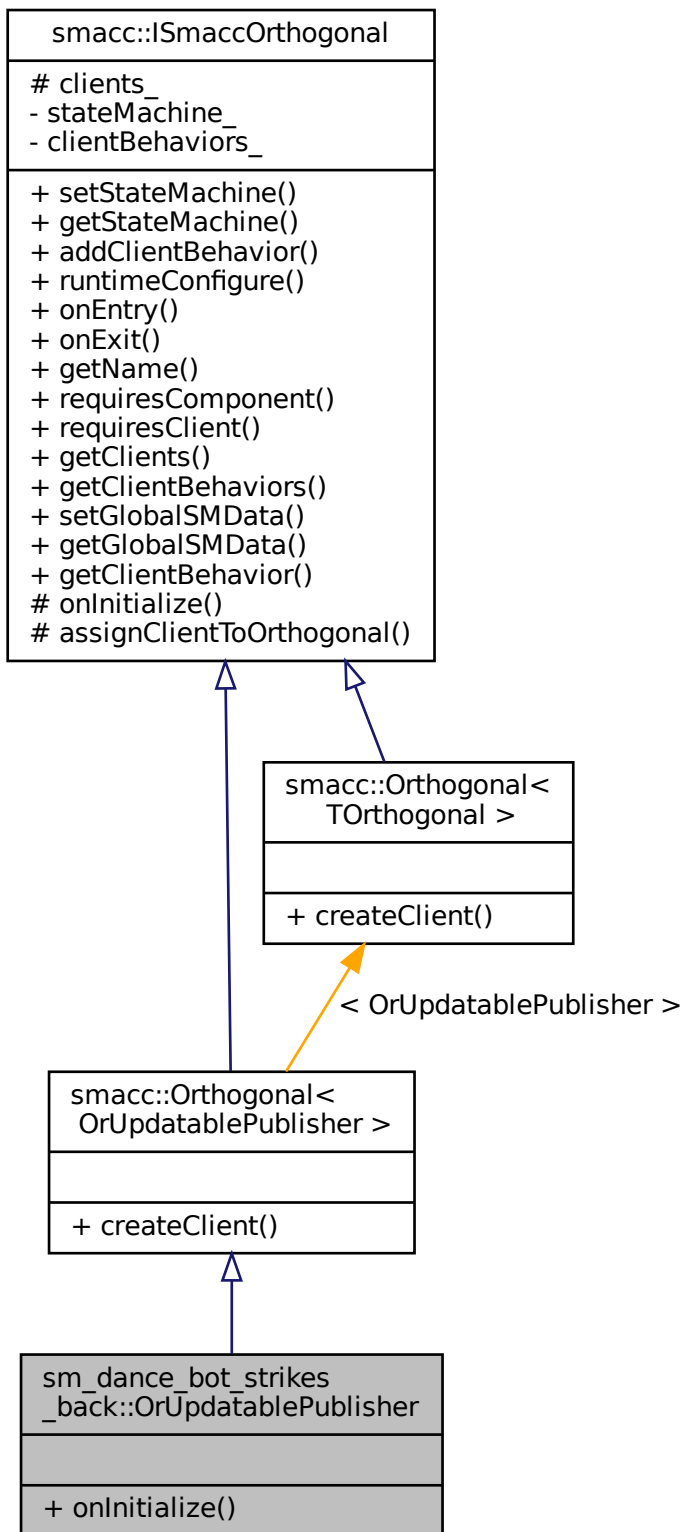 smacc::ISmaccOrthogonal
# clients_
- stateMachine_
- clientBehaviors_
+ setStateMachine()
+ getStateMachine()
+ addClientBehavior()
+ runtimeConfigure()
+ onEntry()
+ onExit()
+ getName()
+ requiresComponent()
+ requiresClient()
+ getClients()
+ getClientBehaviors()
+ setGlobalSMData()
+ getGlobalSMData()
+ getClientBehavior()
# onInitialize()
# assignClientToOrthogonal()
smacc::Orthogonal<
TOrthogonal >
+ createClient()
< OrUpdatablePublisher >
smacc::Orthogonal<
OrUpdatablePublisher >
+ createClient()
sm_dance_bot_strikes
_back::OrUpdatablePublisher
+ onInitialize()